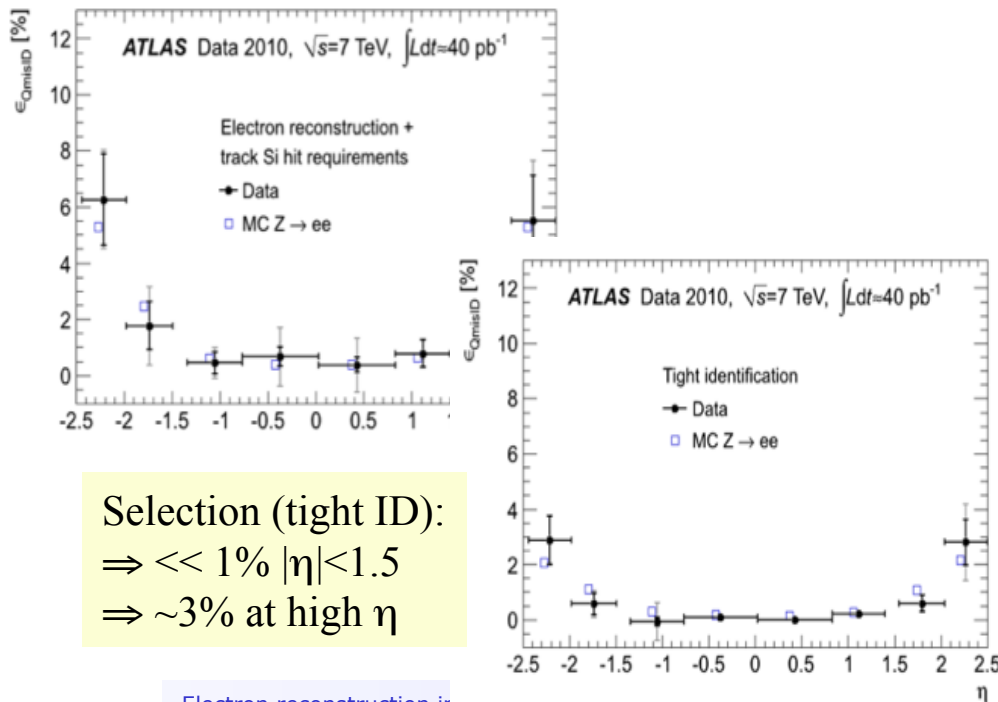 ε_QmisID [%]
ATLAS Data 2010, √s=7 TeV, ∫Ldt≈40 pb⁻¹
Electron reconstruction +
track Si hit requirements
Data
MC Z → ee
12
10
8
6
4
2
0
-2.5 -2 -1.5 -1 -0.5 0 0.5 1
ε_QmisID [%]
ATLAS Data 2010, √s=7 TeV, ∫Ldt≈40 pb⁻¹
Tight identification
Data
MC Z → ee
12
10
8
6
4
2
0
-2.5 -2 -1.5 -1 -0.5 0 0.5 1 1.5 2 2.5
η
Selection (tight ID):
⇒ << 1% |η|<1.5
⇒ ~3% at high η
Electron reconstruction